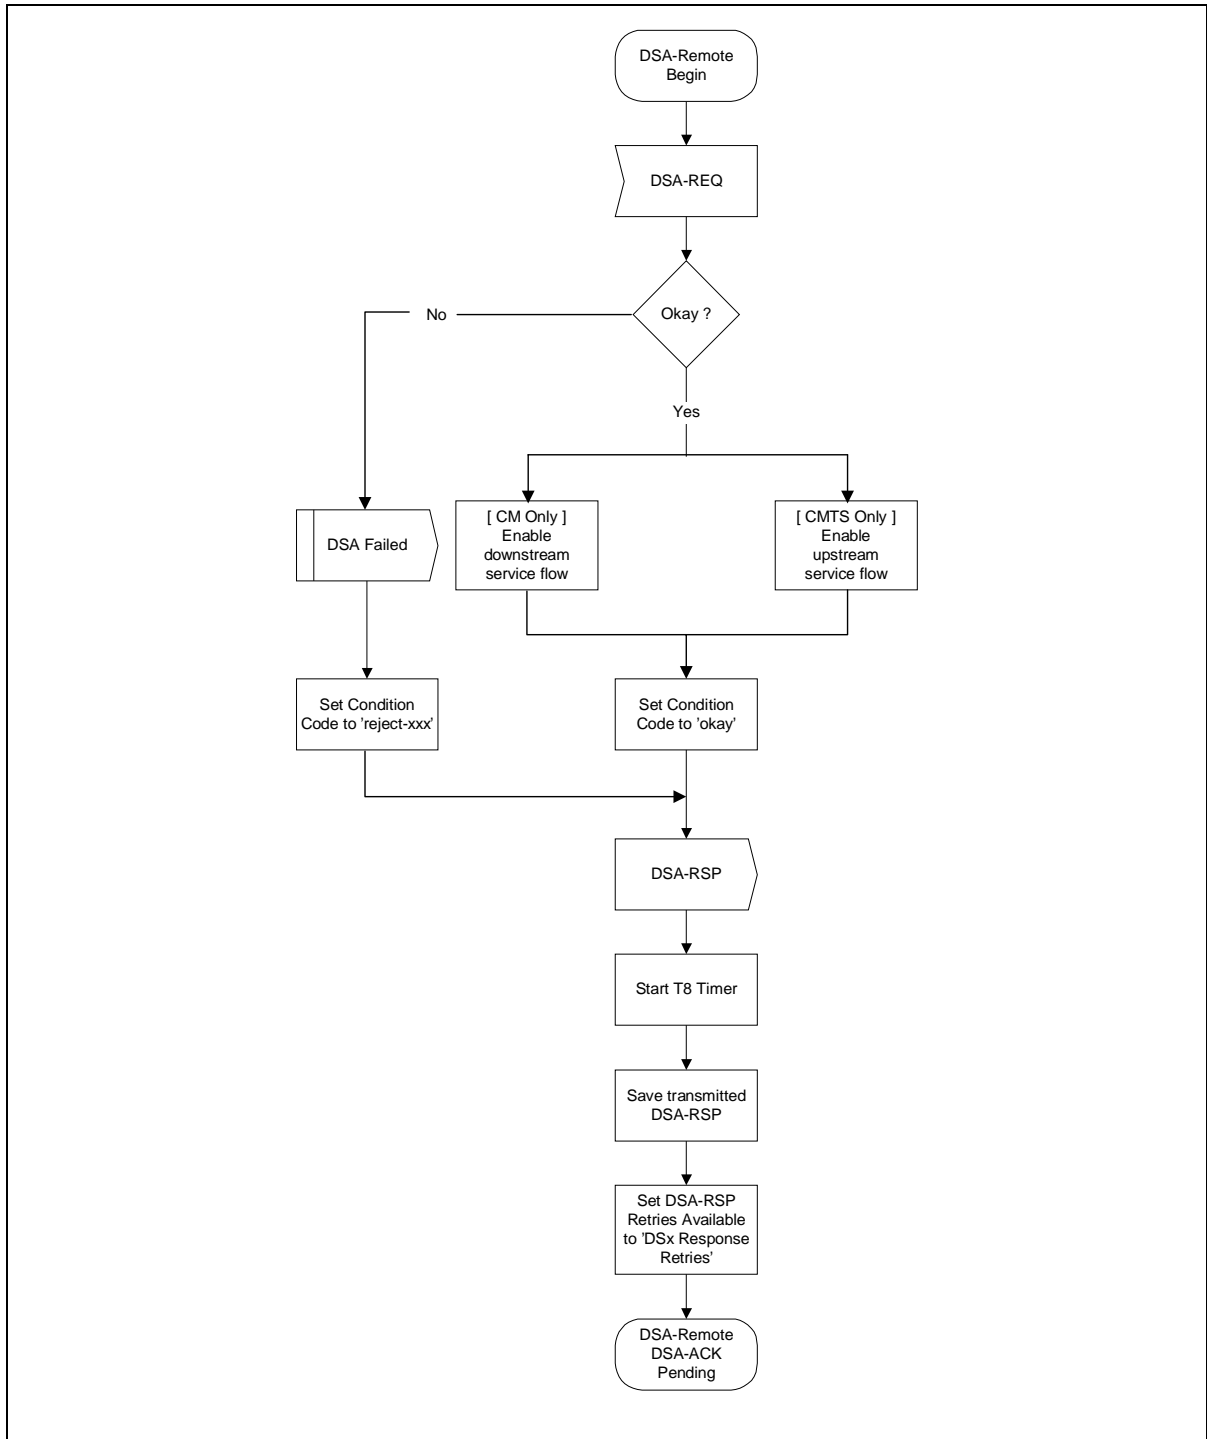 DSA-Remote
Begin
DSA-REQ
Okay ?
No
Yes
[ CM Only ]
Enable
downstream
service flow
[ CMTS Only ]
Enable
upstream
service flow
DSA Failed
Set Condition
Code to 'reject-xxx'
Set Condition
Code to 'okay'
DSA-RSP
Start T8 Timer
Save transmitted
DSA-RSP
Set DSA-RSP
Retries Available
to 'DSx Response
Retries'
DSA-Remote
DSA-ACK
Pending